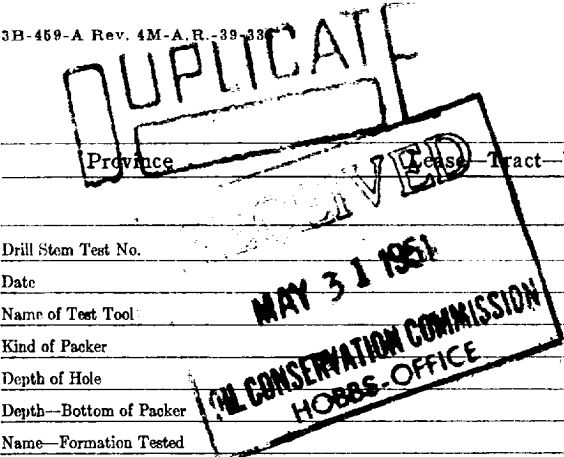 3B-459-A Rev. 4M-A.R.-39-33
DUPLICATE
Province Lease Tract—
Drill Stem Test No.
Date
MAY 31 1951
Name of Test Tool
Kind of Packer
OIL CONSERVATION COMMISSION
HOBBS-OFFICE
Depth of Hole
Depth—Bottom of Packer
Name—Formation Tested